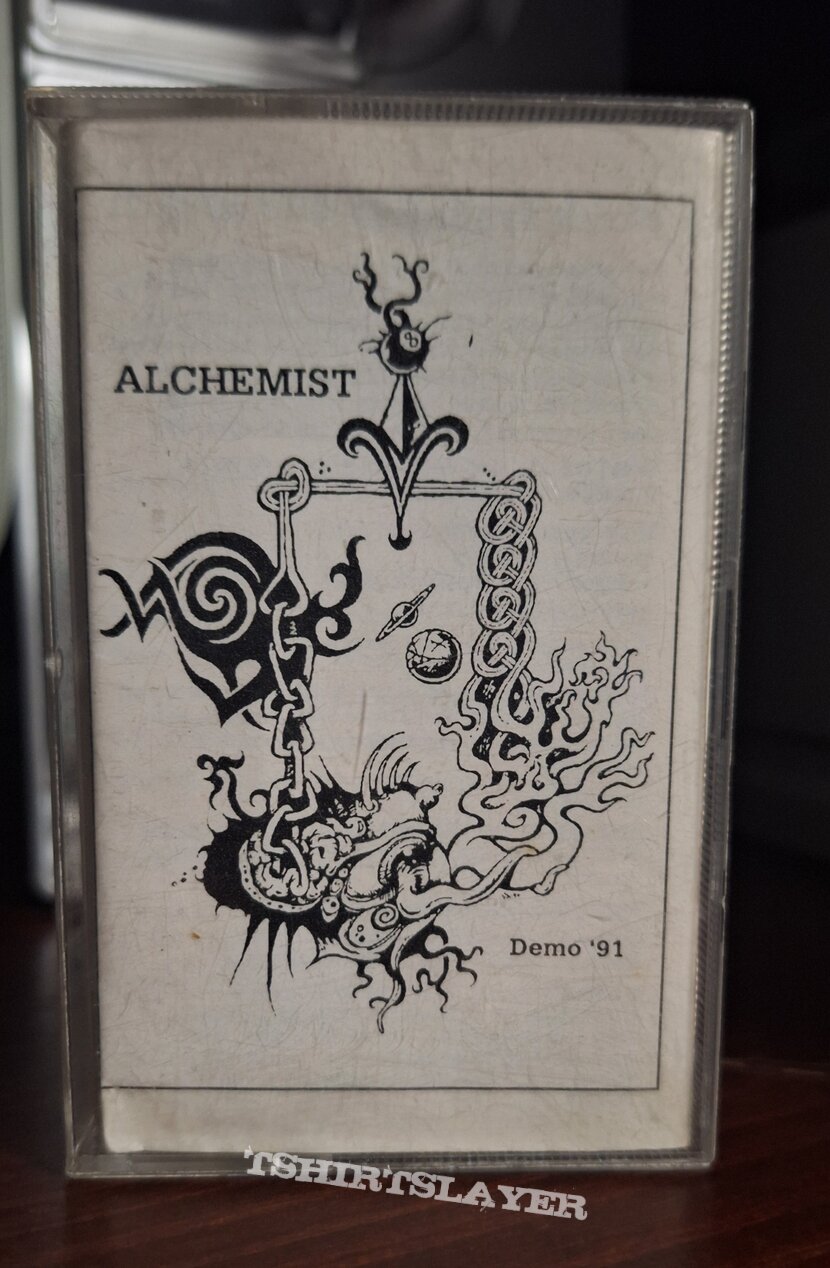 ALCHEMIST
Demo '91
TSHIRTSLAYER